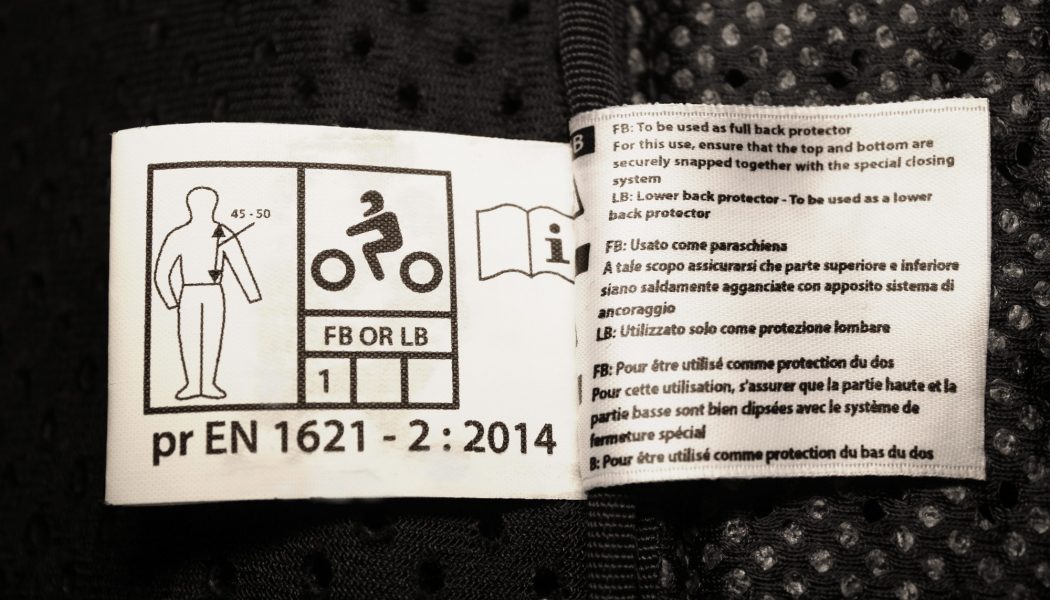 45 - 50
FB OR LB
1
pr EN 1621 - 2 : 2014
i
B
FB: To be used as full back protector
For this use, ensure that the top and bottom are
securely snapped together with the special closing
system
LB: Lower back protector - To be used as a lower
back protector
FB: Usato come paraschiena
A tale scopo assicurarsi che parte superiore e inferiore
siano saldamente agganciate con apposito sistema di
ancoraggio
LB: Utilizzato solo come protezione lombare
FB: Pour être utilisé comme protection du dos
Pour cette utilisation, s'assurer que la partie haute et la
partie basse sont bien clipsées avec le système de
fermeture spécial
B: Pour être utilisé comme protection du bas du dos